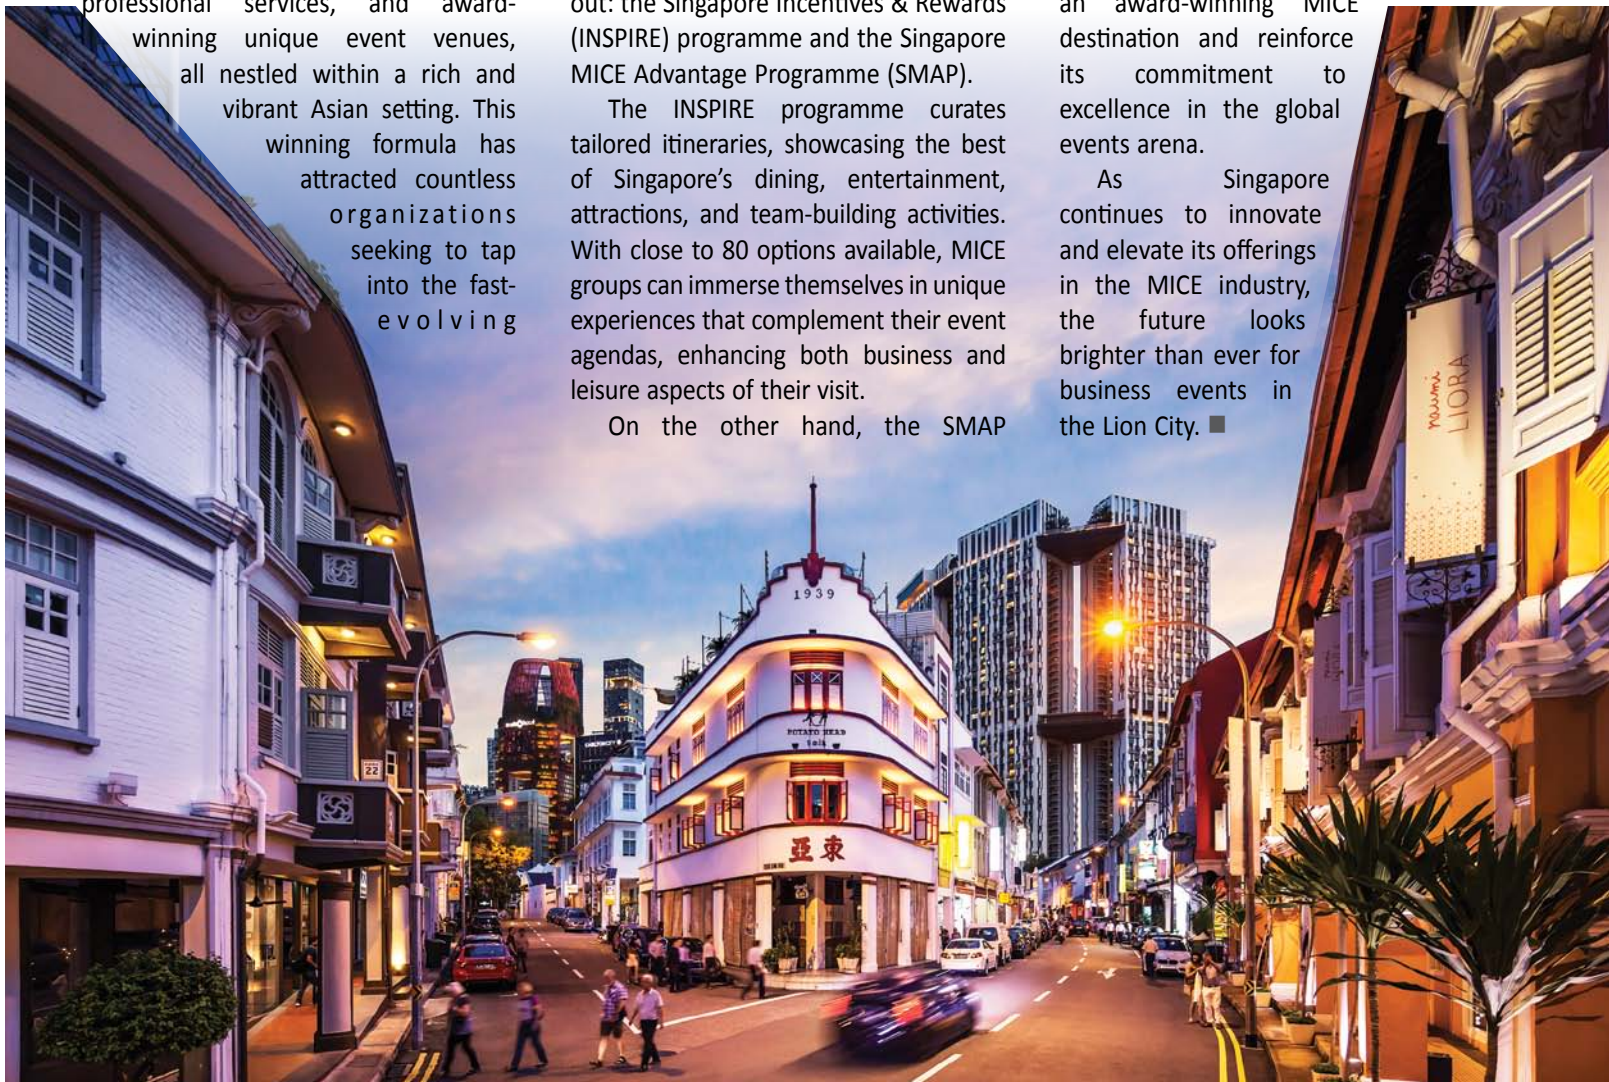 professional services, and award-
winning unique event venues,
all nestled within a rich and
vibrant Asian setting. This
winning formula has
attracted countless
organizations
seeking to tap
into the fast-
evolving
out: the Singapore Incentives & Rewards
(INSPIRE) programme and the Singapore
MICE Advantage Programme (SMAP).
The INSPIRE programme curates
tailored itineraries, showcasing the best
of Singapore's dining, entertainment,
attractions, and team-building activities.
With close to 80 options available, MICE
groups can immerse themselves in unique
experiences that complement their event
agendas, enhancing both business and
leisure aspects of their visit.
On the other hand, the SMAP
an award-winning MICE
destination and reinforce
its commitment to
excellence in the global
events arena.
As Singapore
continues to innovate
and elevate its offerings
in the MICE industry,
the future looks
brighter than ever for
business events in
the Lion City. ■
naumi
LIORA
1939
POTATO HEAD
22
亞東